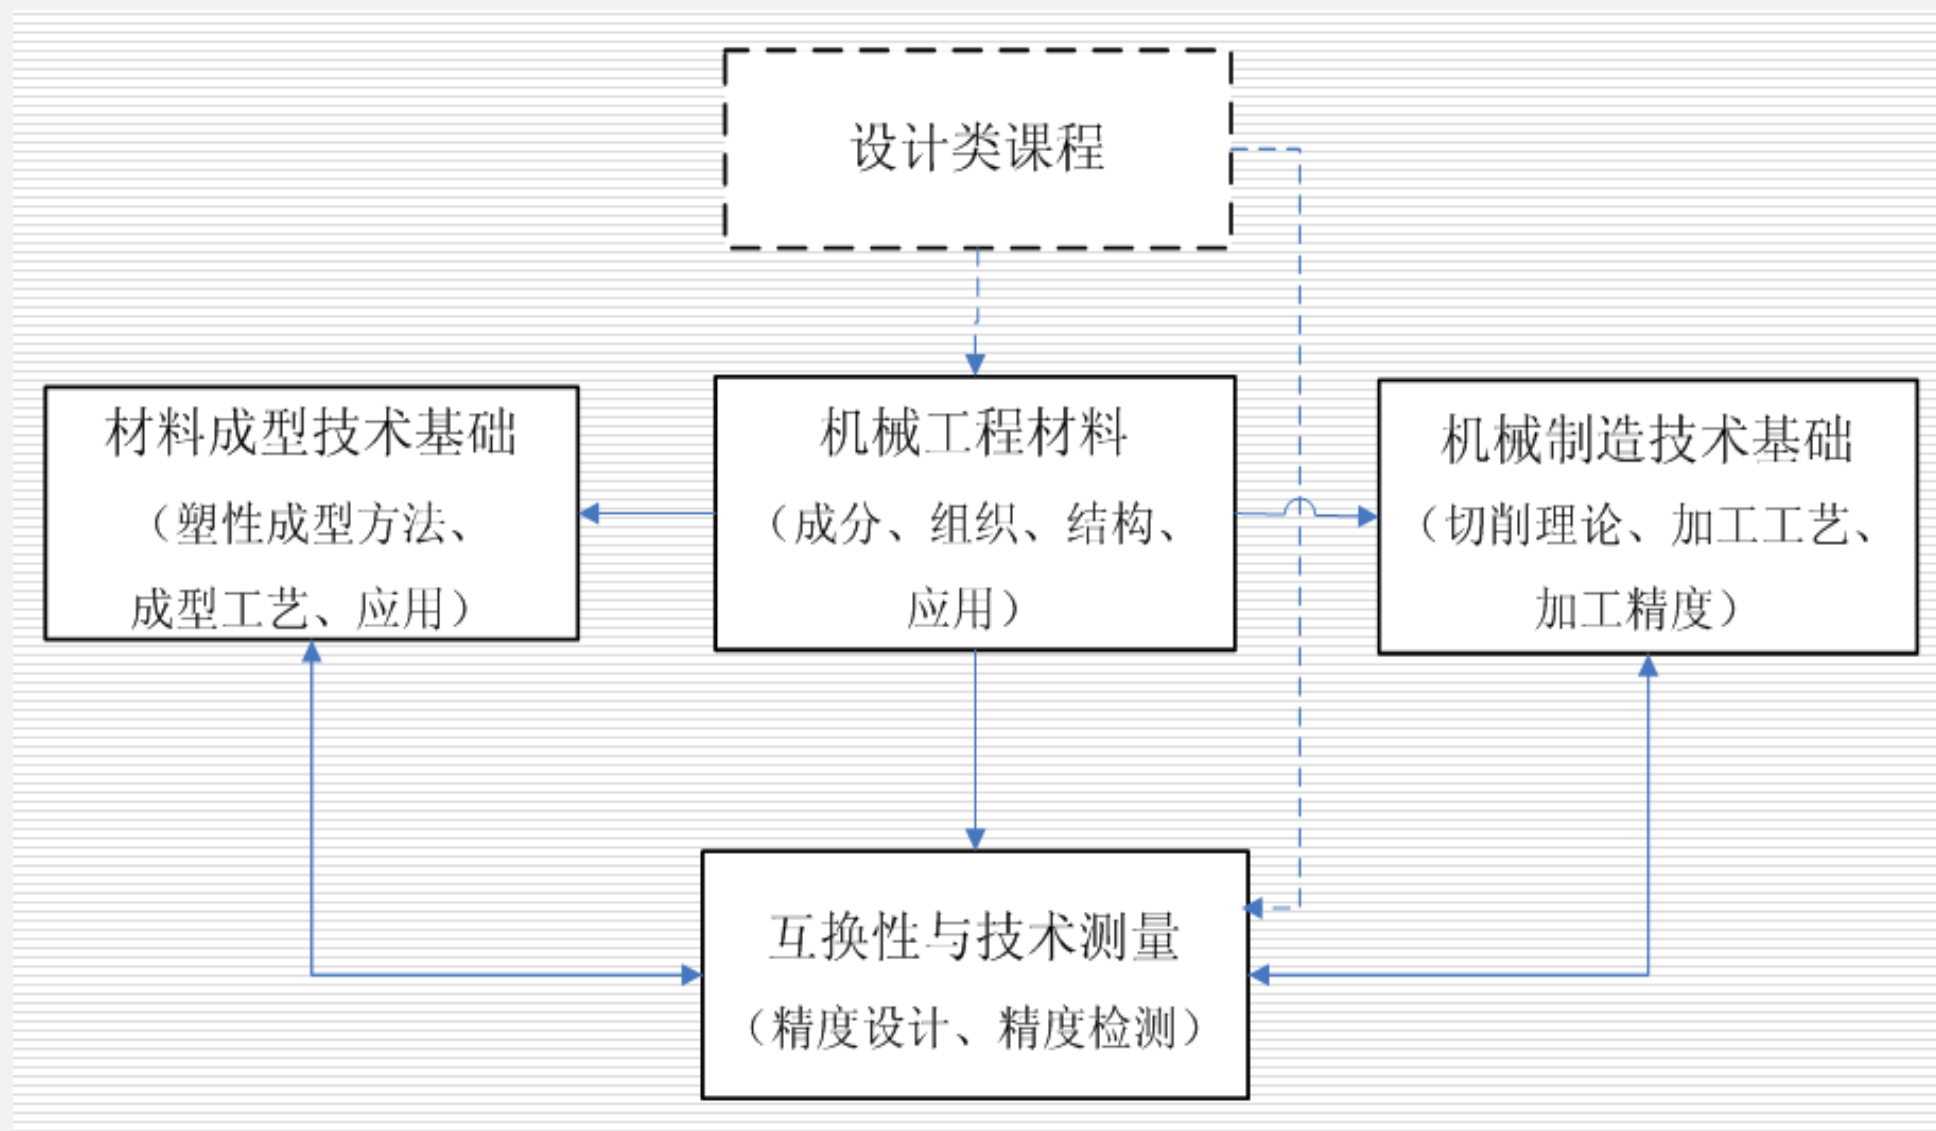 设计类课程
材料成型技术基础
（塑性成型方法、
成型工艺、应用）
机械工程材料
（成分、组织、结构、
应用）
机械制造技术基础
（切削理论、加工工艺、
加工精度）
互换性与技术测量
（精度设计、精度检测）